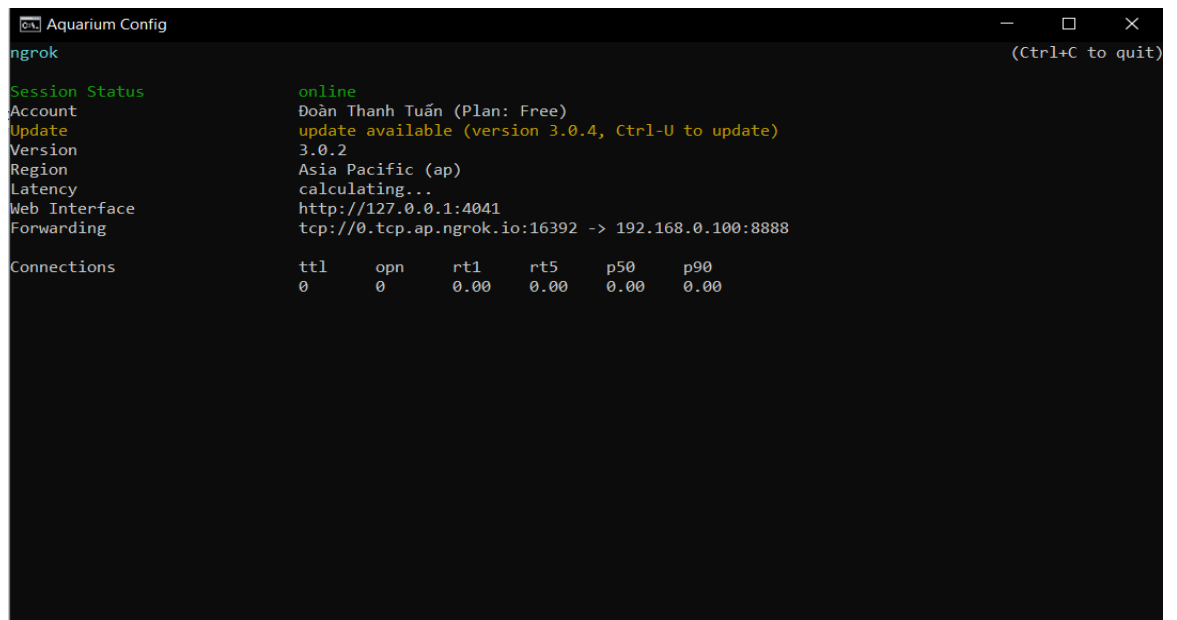 Aquarium Config
ngrok (Ctrl+C to quit)
Session Status online
Account Đoàn Thanh Tuấn (Plan: Free)
Update update available (version 3.0.4, Ctrl-U to update)
Version 3.0.2
Region Asia Pacific (ap)
Latency calculating...
Web Interface http://127.0.0.1:4041
Forwarding tcp://0.tcp.ap.ngrok.io:16392 -> 192.168.0.100:8888
Connections ttl opn rt1 rt5 p50 p90
0 0 0.00 0.00 0.00 0.00